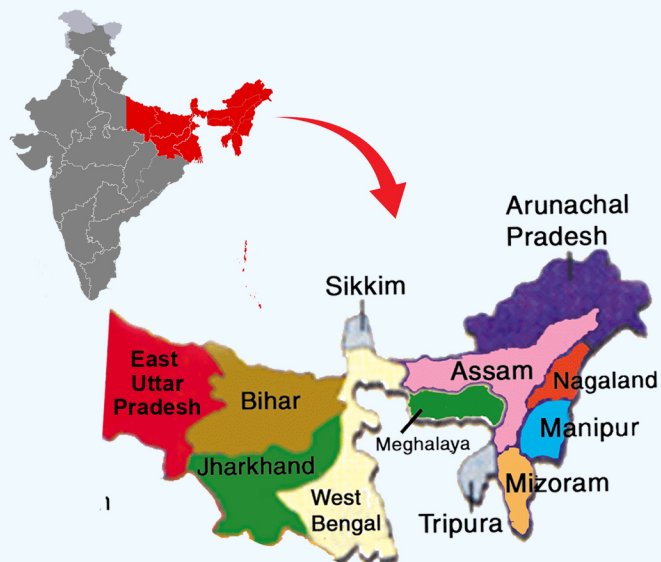 Arunachal
Pradesh
Sikkim
East
Uttar
Pradesh
Bihar
Assam
Nagaland
Meghalaya
Manipur
Jharkhand
West
Bengal
Mizoram
Tripura